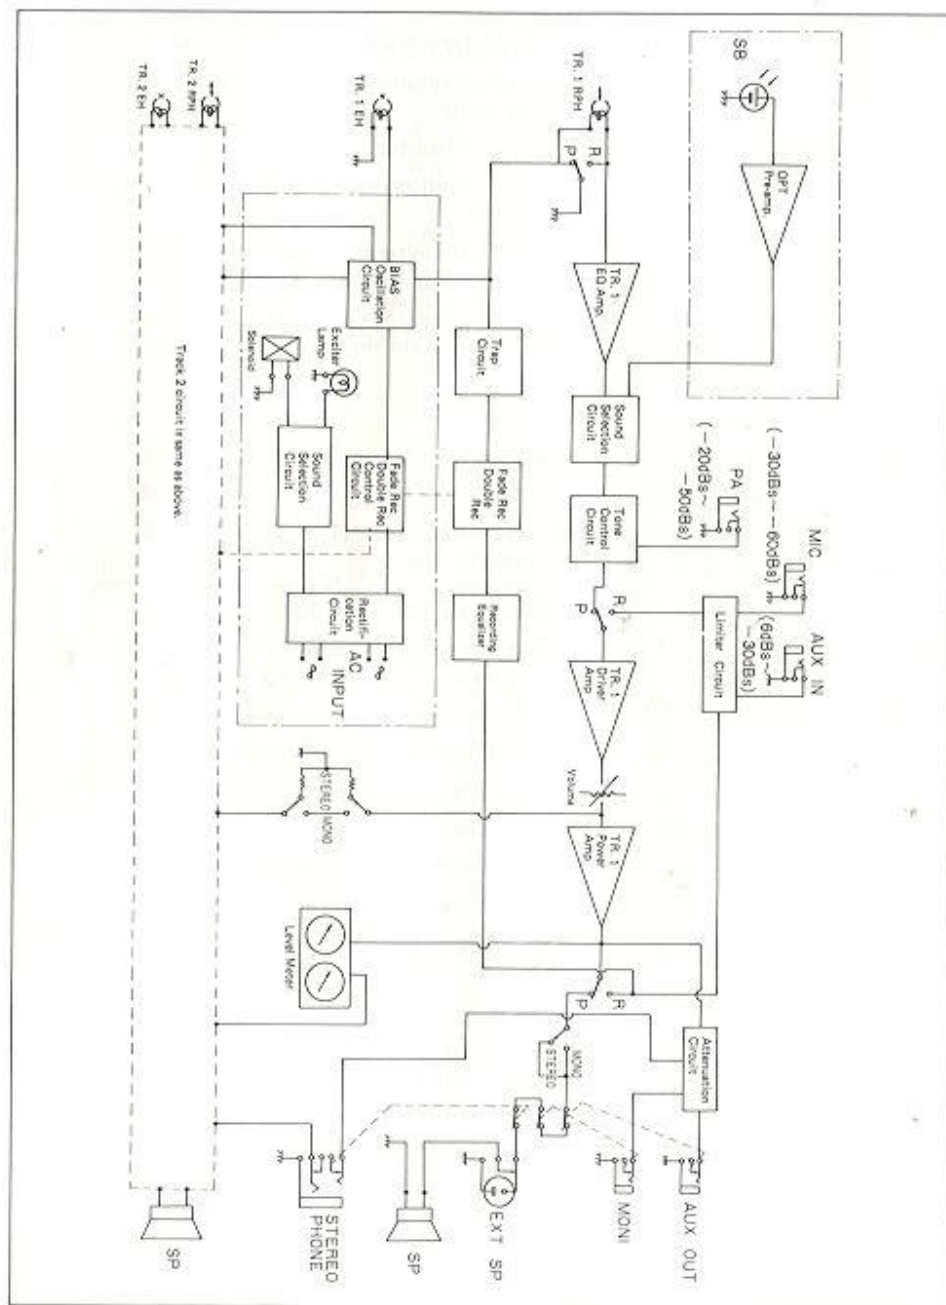 SB
OPT
Pre-amp.
TR. 1 RPH
R
P
TR. 1
EQ Amp.
Sound
Selection
Circuit
Tone
Control
Circuit
PA
(-20dBs~
-50dBs)
MIC
(-30dBs~-60dBs)
AUX IN
(6dBs~
-30dBs)
Limiter Circuit
R
P
TR. 1
Driver
Amp
Volume
TR. 1
Power
Amp
R
P
Attenuation
Circuit
MONO
STEREO
AUX OUT
MONI
EXT SP
SP
STEREO
PHONE
Trap
Circuit
Fade Rec
Double
Rec
Recording
Equalizer
TR. 1 EH
BIAS
Oscillation
Circuit
Exciter
Lamp
Solenoid
Sound
Selection
Circuit
Fade Rec
Double Rec
Control
Circuit
Rectifi-
cation
Circuit
AC
INPUT
STEREO
MONO
Level Meter
TR. 2 RPH
TR. 2 EH
Track 2 circuit is same as above.
SP